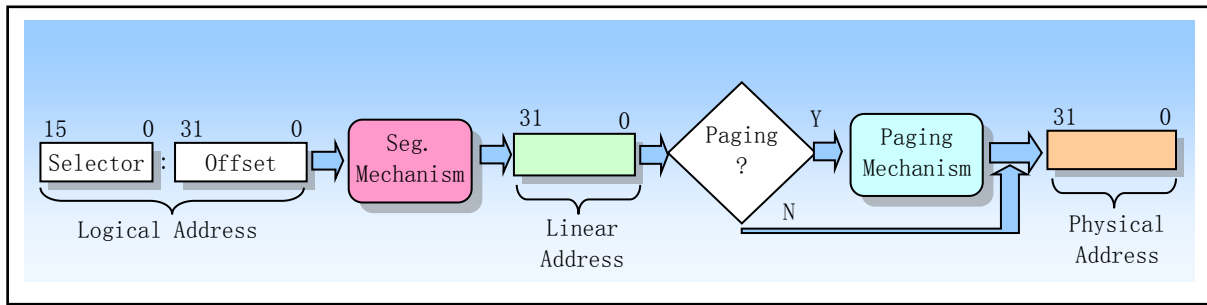 15 0 31 0
Selector : Offset
Logical Address
Seg.
Mechanism
31 0
Linear
Address
Paging
?
Y
N
Paging
Mechanism
31 0
Physical
Address